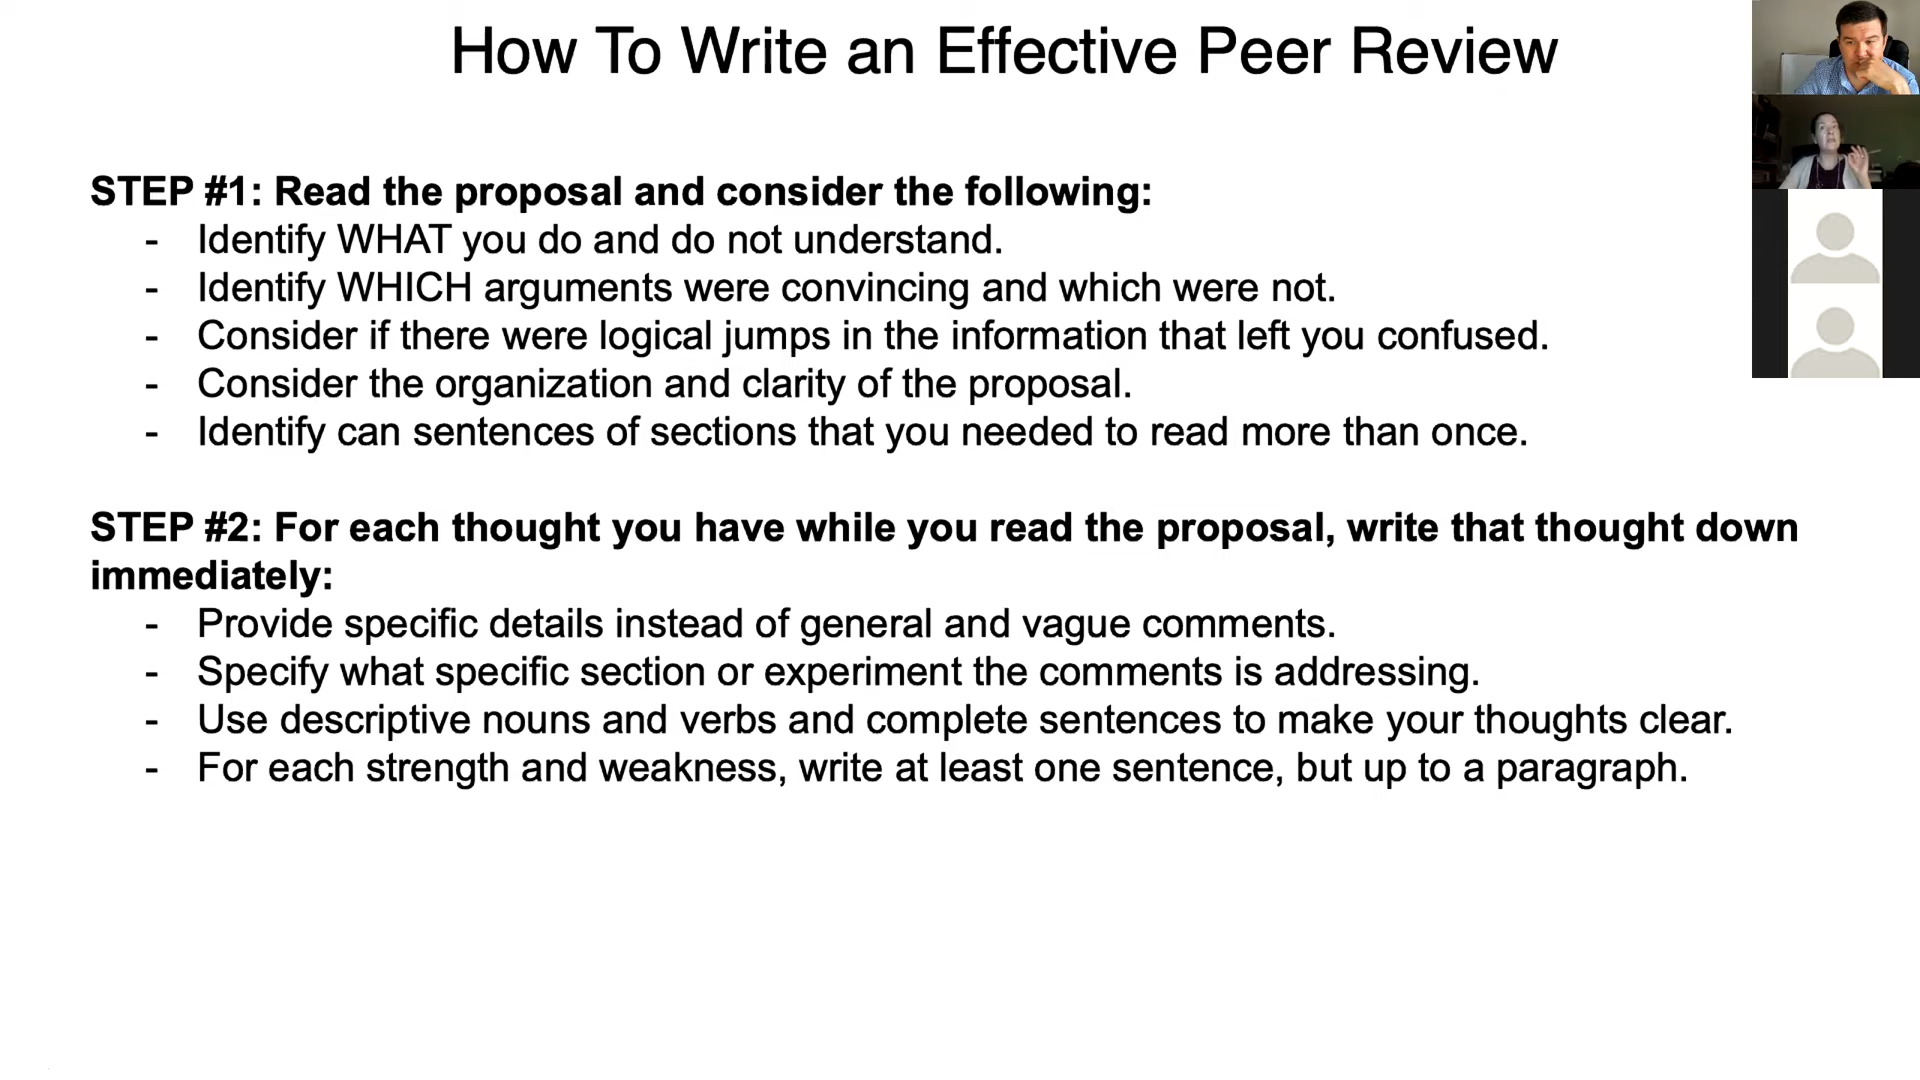 How To Write an Effective Peer Review
STEP #1: Read the proposal and consider the following:
- Identify WHAT you do and do not understand.
- Identify WHICH arguments were convincing and which were not.
- Consider if there were logical jumps in the information that left you confused.
- Consider the organization and clarity of the proposal.
- Identify can sentences of sections that you needed to read more than once.
STEP #2: For each thought you have while you read the proposal, write that thought down
immediately:
- Provide specific details instead of general and vague comments.
- Specify what specific section or experiment the comments is addressing.
- Use descriptive nouns and verbs and complete sentences to make your thoughts clear.
- For each strength and weakness, write at least one sentence, but up to a paragraph.